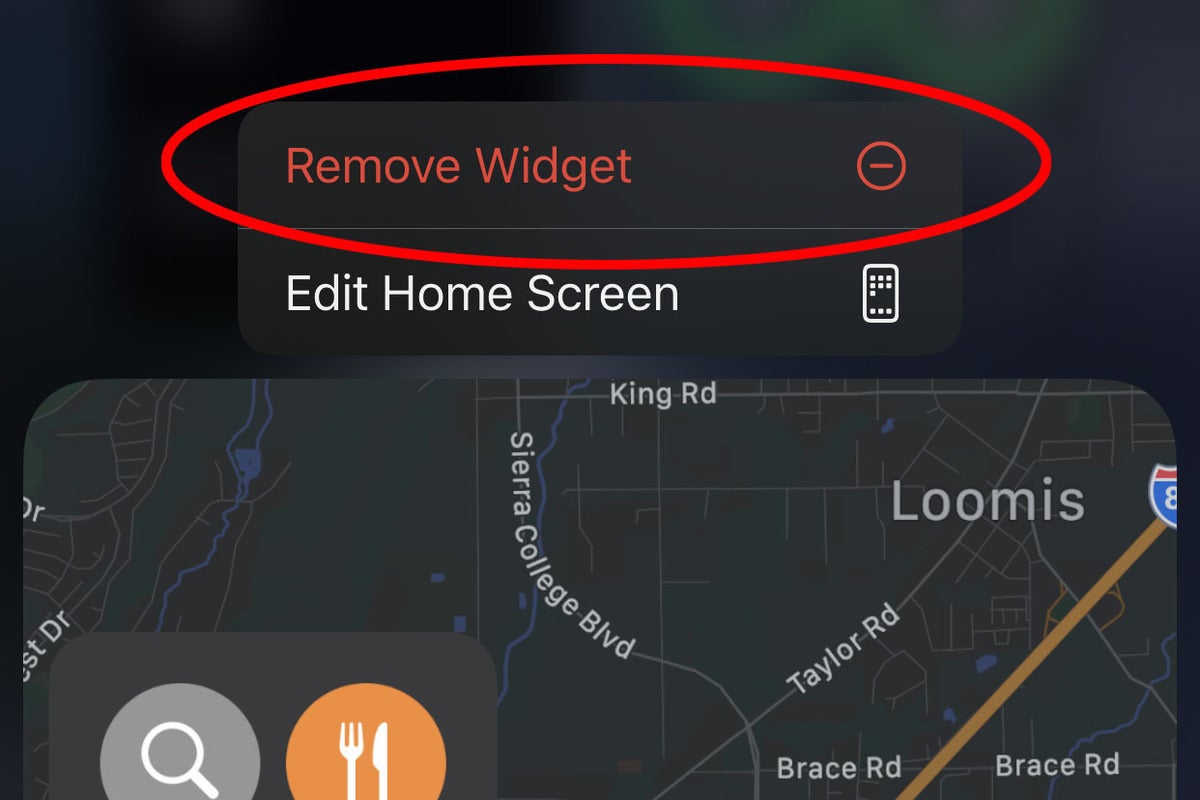 Remove Widget
Edit Home Screen
King Rd
Sierra College Blvd
Loomis
8
Dr
est Dr
Taylor Rd
Brace Rd
Brace Rd